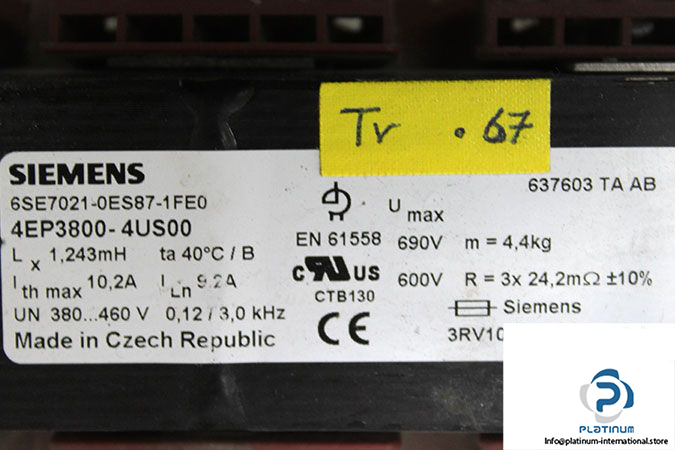 Tr .67
SIEMENS
6SE7021-0ES87-1FE0
4EP3800-4US00
L x 1,243mH ta 40°C / B
I th max 10,2A I Ln 9.2A
UN 380...460 V 0,12 / 3,0 kHz
Made in Czech Republic
U max
EN 61558 690V
c UR US 600V
CTB130
CE
637603 TA AB
m = 4,4kg
R = 3x 24,2mΩ ±10%
Siemens
3RV10
PLATINUM
Info@platinum-international.store